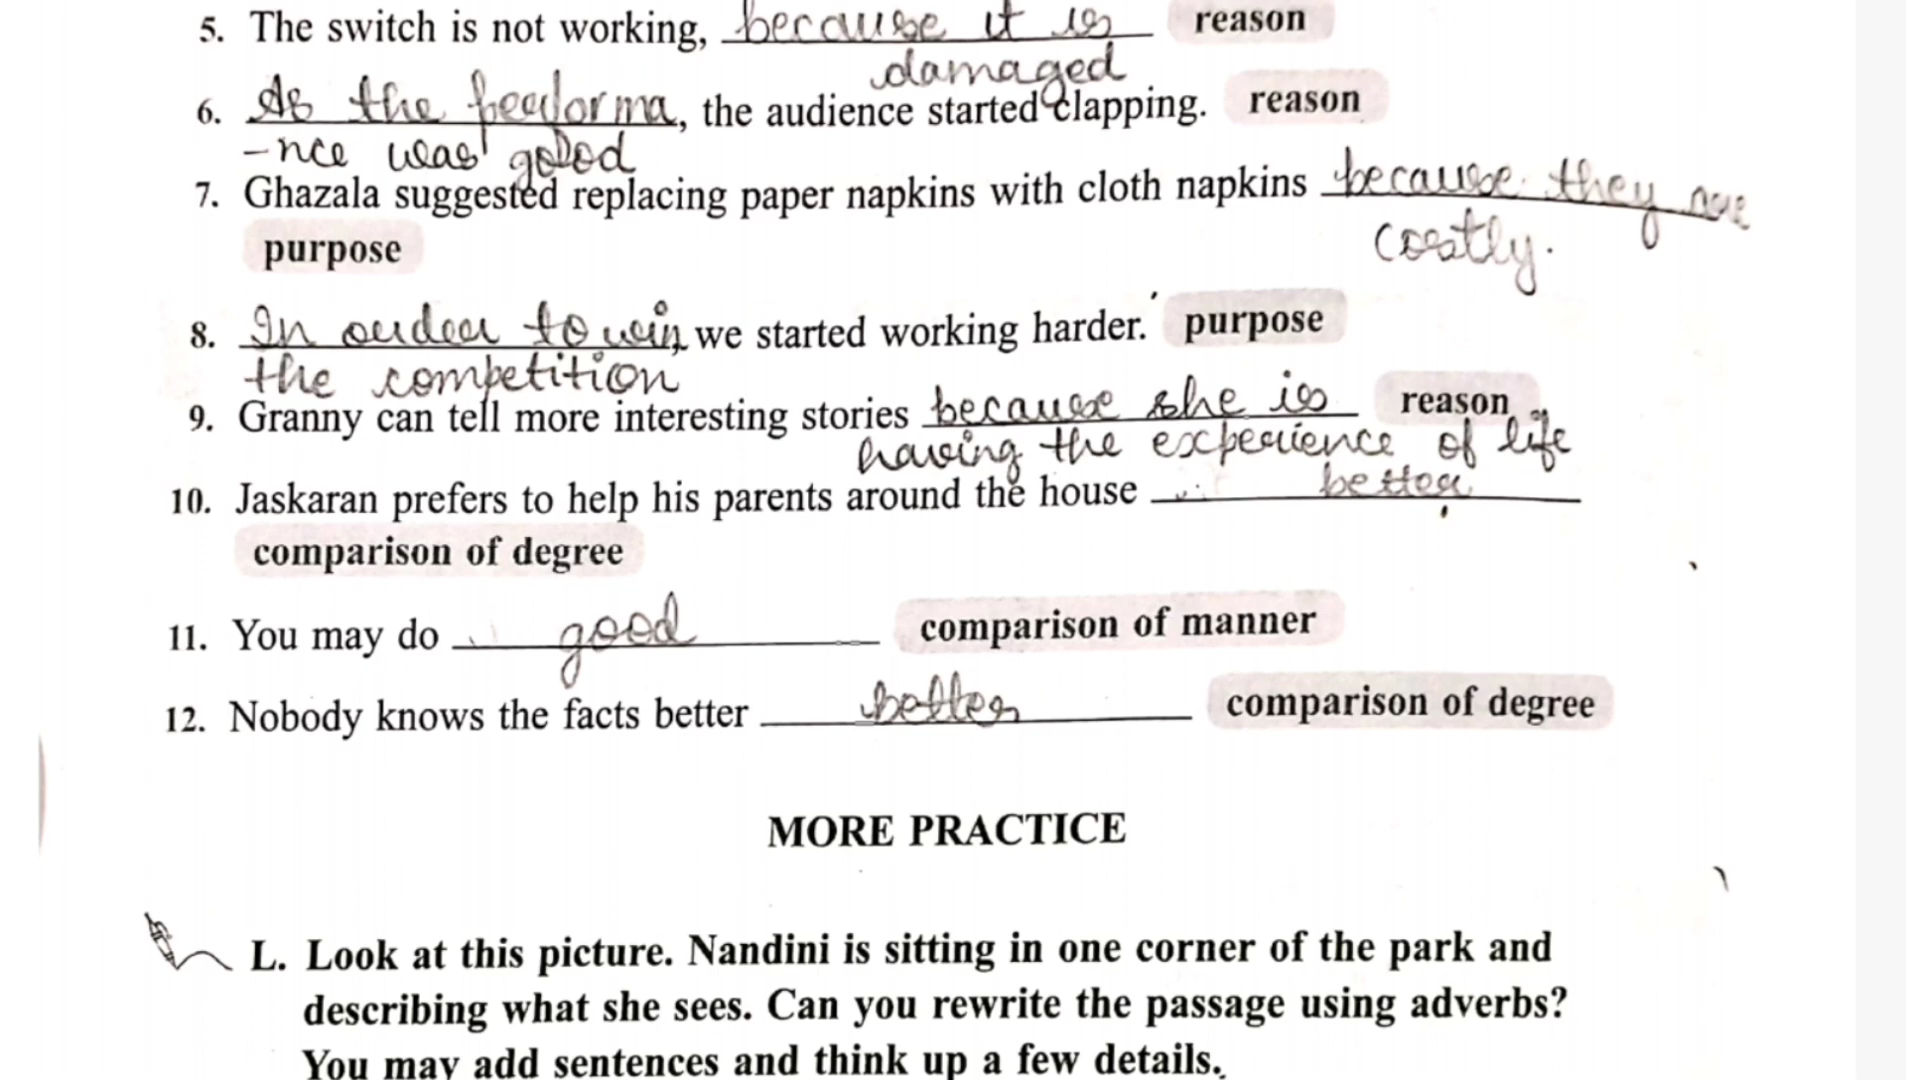 5. The switch is not working, because it is reason
damaged
6. As the performa, the audience started clapping. reason
-nce was good
7. Ghazala suggested replacing paper napkins with cloth napkins because they are
costly.
purpose
8. In order to win, we started working harder. purpose
the competition
9. Granny can tell more interesting stories because she is reason
having the experience of life
10. Jaskaran prefers to help his parents around the house better
comparison of degree
11. You may do good comparison of manner
12. Nobody knows the facts better better comparison of degree
MORE PRACTICE
L. Look at this picture. Nandini is sitting in one corner of the park and
describing what she sees. Can you rewrite the passage using adverbs?
You may add sentences and think up a few details.